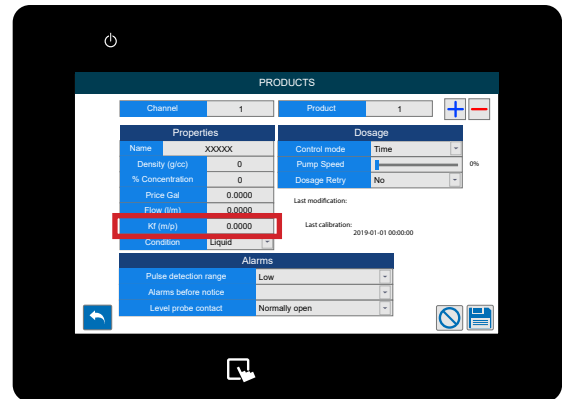 PRODUCTS
Channel 1 Product 1
Properties
Name XXXXX
Density (g/cc) 0
% Concentration 0
Price Gal 0.0000
Flow (l/m) 0.0000
Kf (m/p) 0.0000
Condition Liquid
Dosage
Control mode Time
Pump Speed 0%
Dosage Retry No
Last modification:
Last calibration:
2019-01-01 00:00:00
Alarms
Pulse detection range Low
Alarms before notice
Level probe contact Normally open